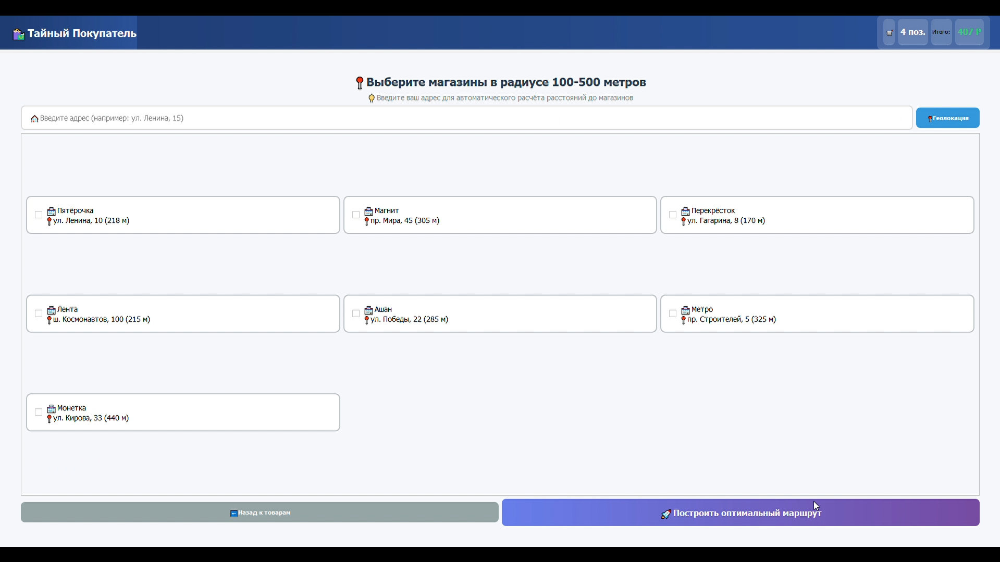 Тайный Покупатель
4 поз.
Итого:
407 ₽
Выберите магазины в радиусе 100-500 метров
Введите ваш адрес для автоматического расчёта расстояний до магазинов
Введите адрес (например: ул. Ленина, 15)
Геолокация
Пятёрочка
ул. Ленина, 10 (218 м)
Магнит
пр. Мира, 45 (305 м)
Перекрёсток
ул. Гагарина, 8 (170 м)
Лента
ш. Космонавтов, 100 (215 м)
Ашан
ул. Победы, 22 (285 м)
Метро
пр. Строителей, 5 (325 м)
Монетка
ул. Кирова, 33 (440 м)
Назад к товарам
Построить оптимальный маршрут